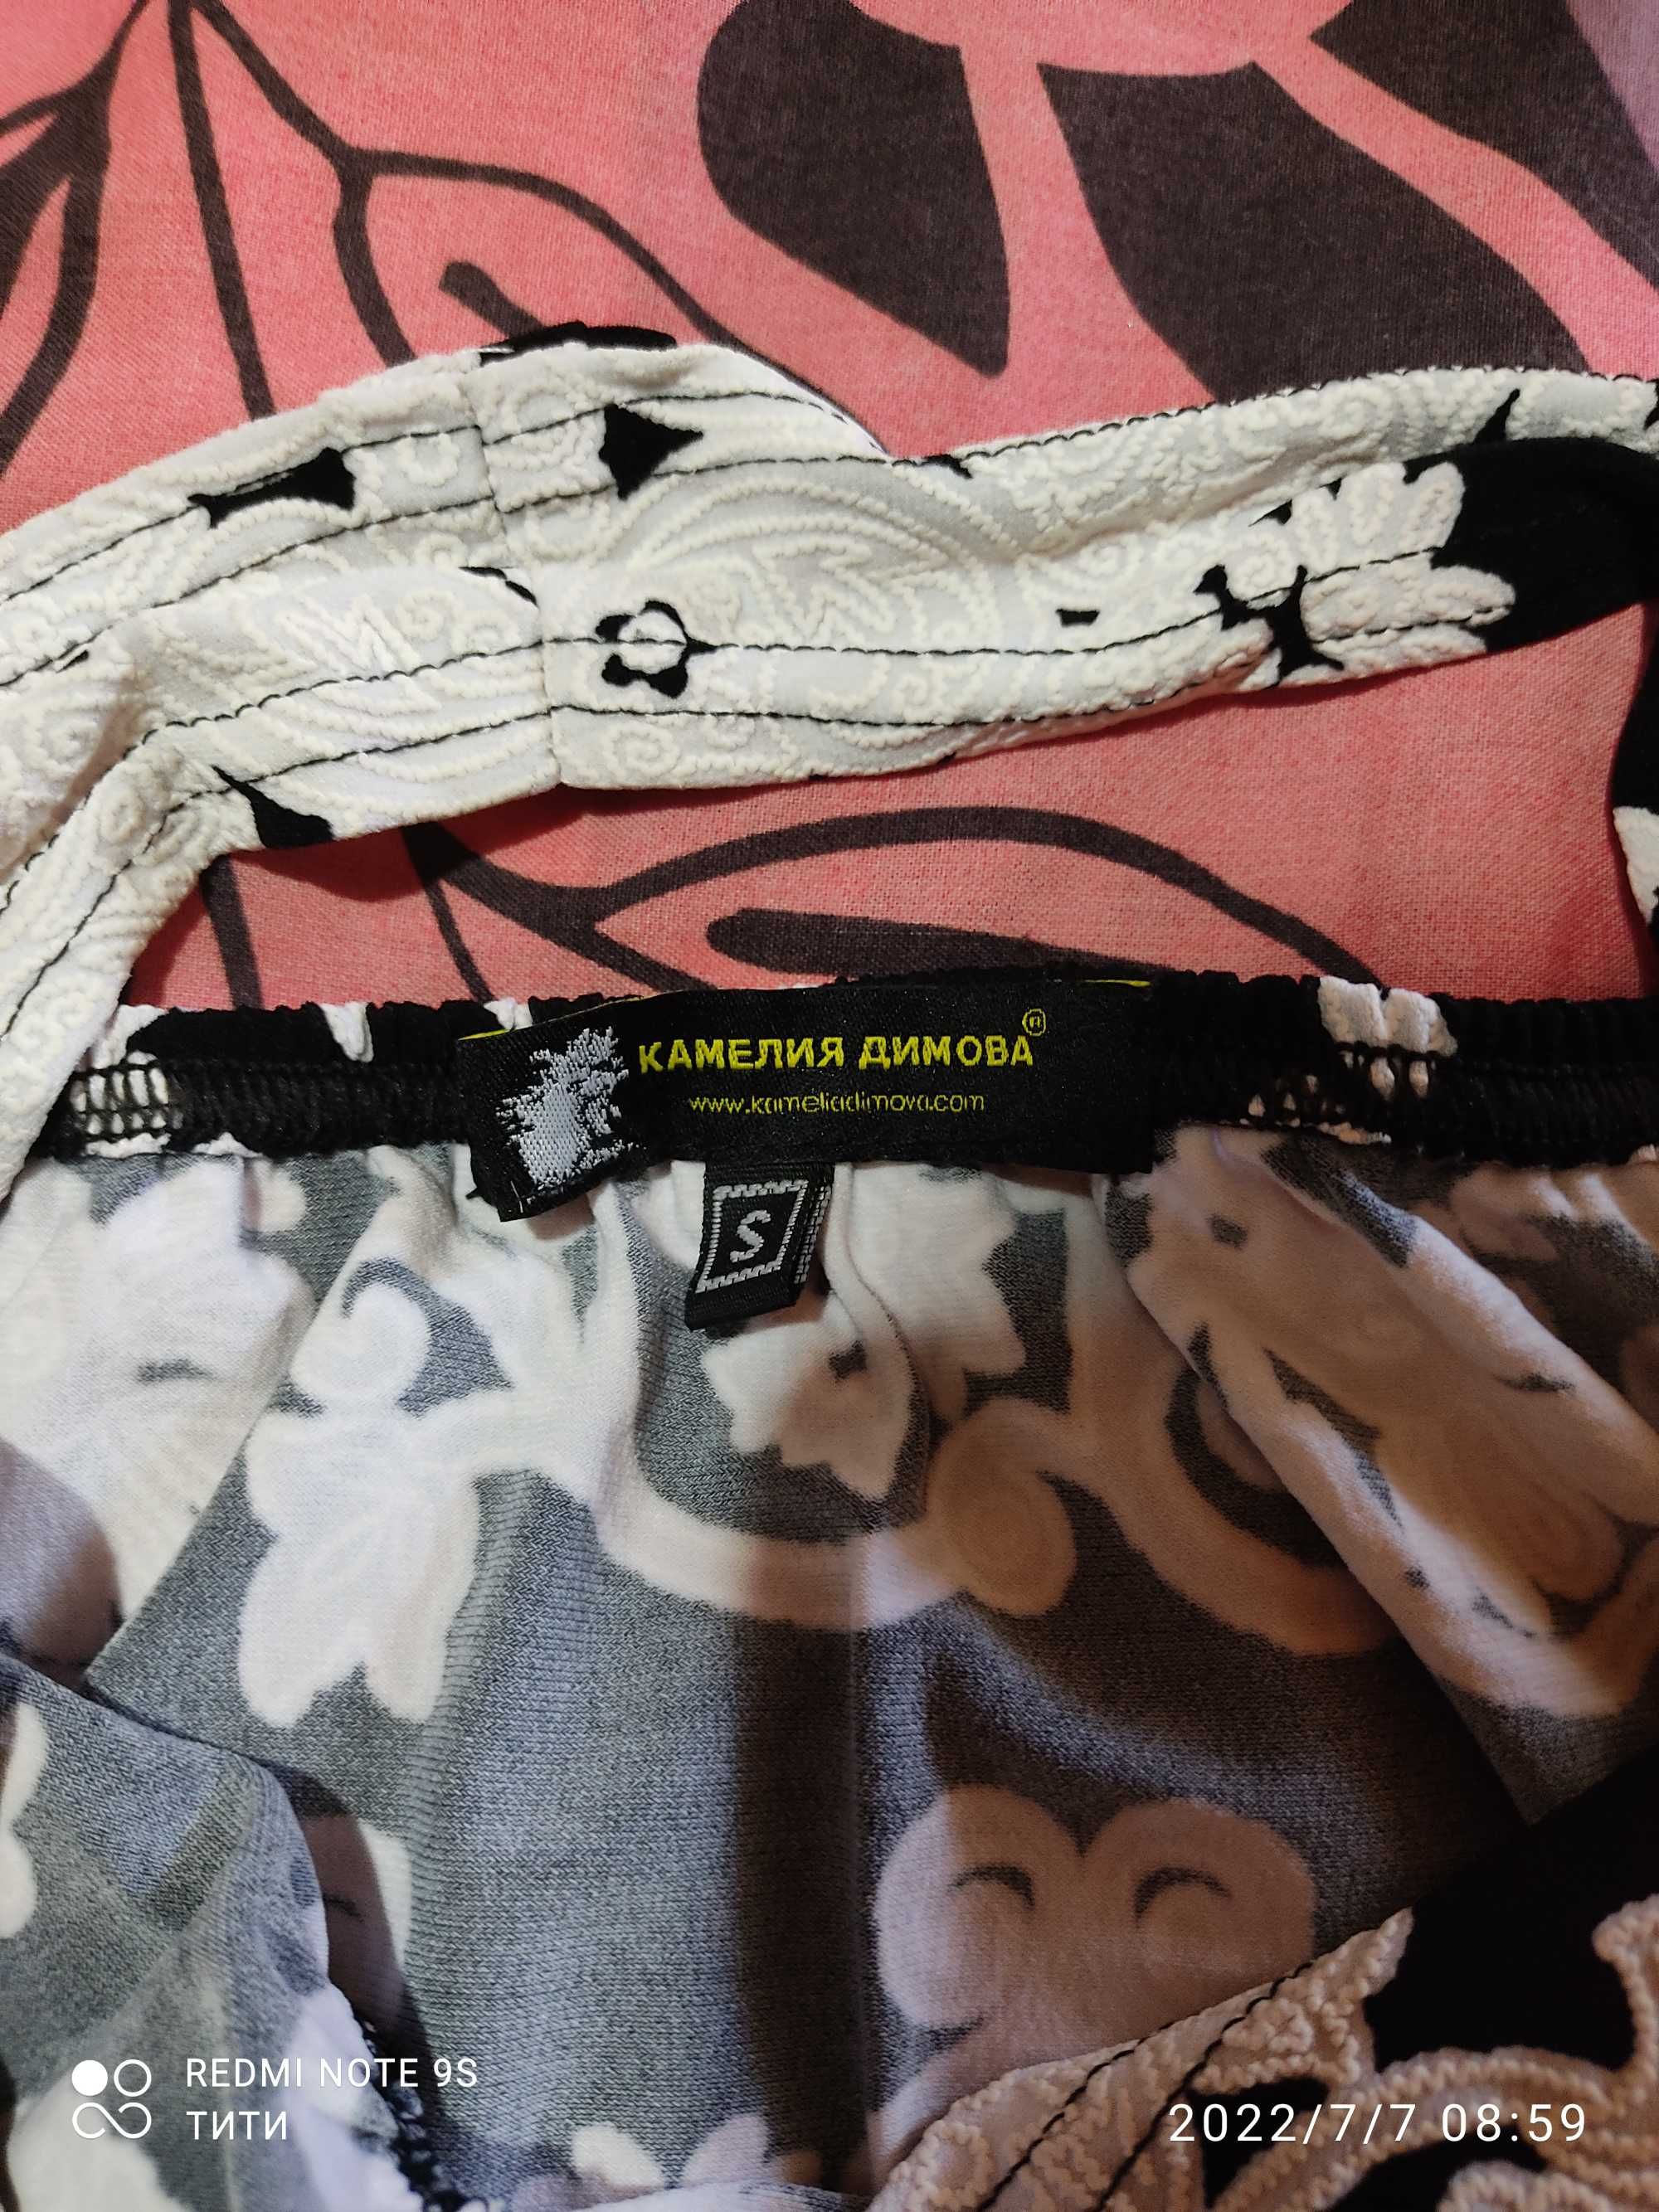 КАМЕЛИЯ ДИМОВА®
www.kameliadimova.com
S
REDMI NOTE 9S
ТИТИ
2022/7/7 08:59